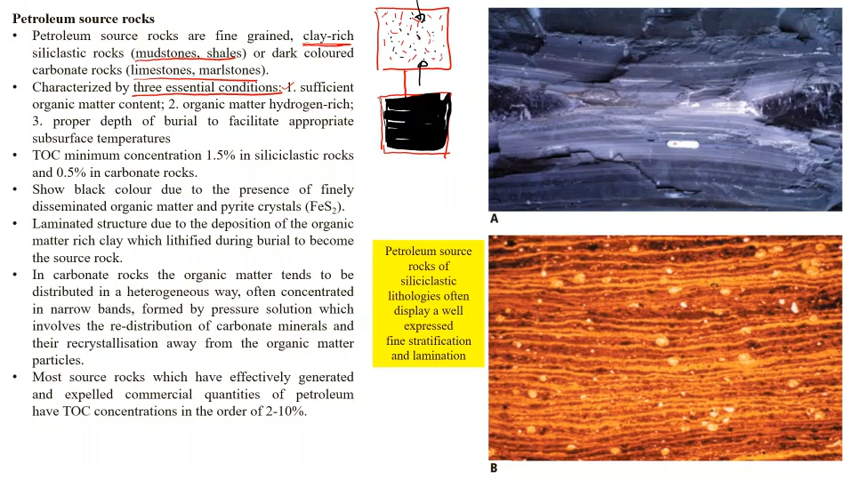 Petroleum source rocks
• Petroleum source rocks are fine grained, clay-rich
siliclastic rocks (mudstones, shales) or dark coloured
carbonate rocks (limestones, marlstones).
• Characterized by three essential conditions: 1. sufficient
organic matter content; 2. organic matter hydrogen-rich;
3. proper depth of burial to facilitate appropriate
subsurface temperatures
• TOC minimum concentration 1.5% in siliciclastic rocks
and 0.5% in carbonate rocks.
• Show black colour due to the presence of finely
disseminated organic matter and pyrite crystals (FeS₂).
• Laminated structure due to the deposition of the organic
matter rich clay which lithified during burial to become
the source rock.
• In carbonate rocks the organic matter tends to be
distributed in a heterogeneous way, often concentrated
in narrow bands, formed by pressure solution which
involves the re-distribution of carbonate minerals and
their recrystallisation away from the organic matter
particles.
• Most source rocks which have effectively generated
and expelled commercial quantities of petroleum
have TOC concentrations in the order of 2-10%.
Petroleum source
rocks of
siliciclastic
lithologies often
display a well
expressed
fine stratification
and lamination
A
B